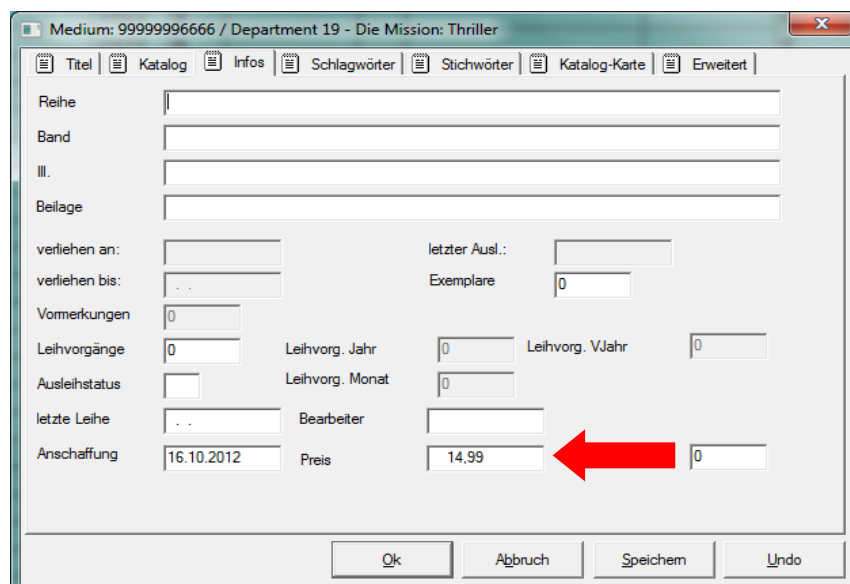 Medium: 99999996666 / Department 19 - Die Mission: Thriller
Titel Katalog Infos Schlagwörter Stichwörter Katalog-Karte Erweitert
Reihe
Band
Ill.
Beilage
verliehen an: letzter Ausl.:
verliehen bis: . . Exemplare 0
Vormerkungen 0
Leihvorgänge 0 Leihvorg. Jahr 0 Leihvorg. VJahr 0
Ausleihstatus Leihvorg. Monat 0
letzte Leihe . . Bearbeiter
Anschaffung 16.10.2012 Preis 14,99 0
Ok Abbruch Speichern Undo